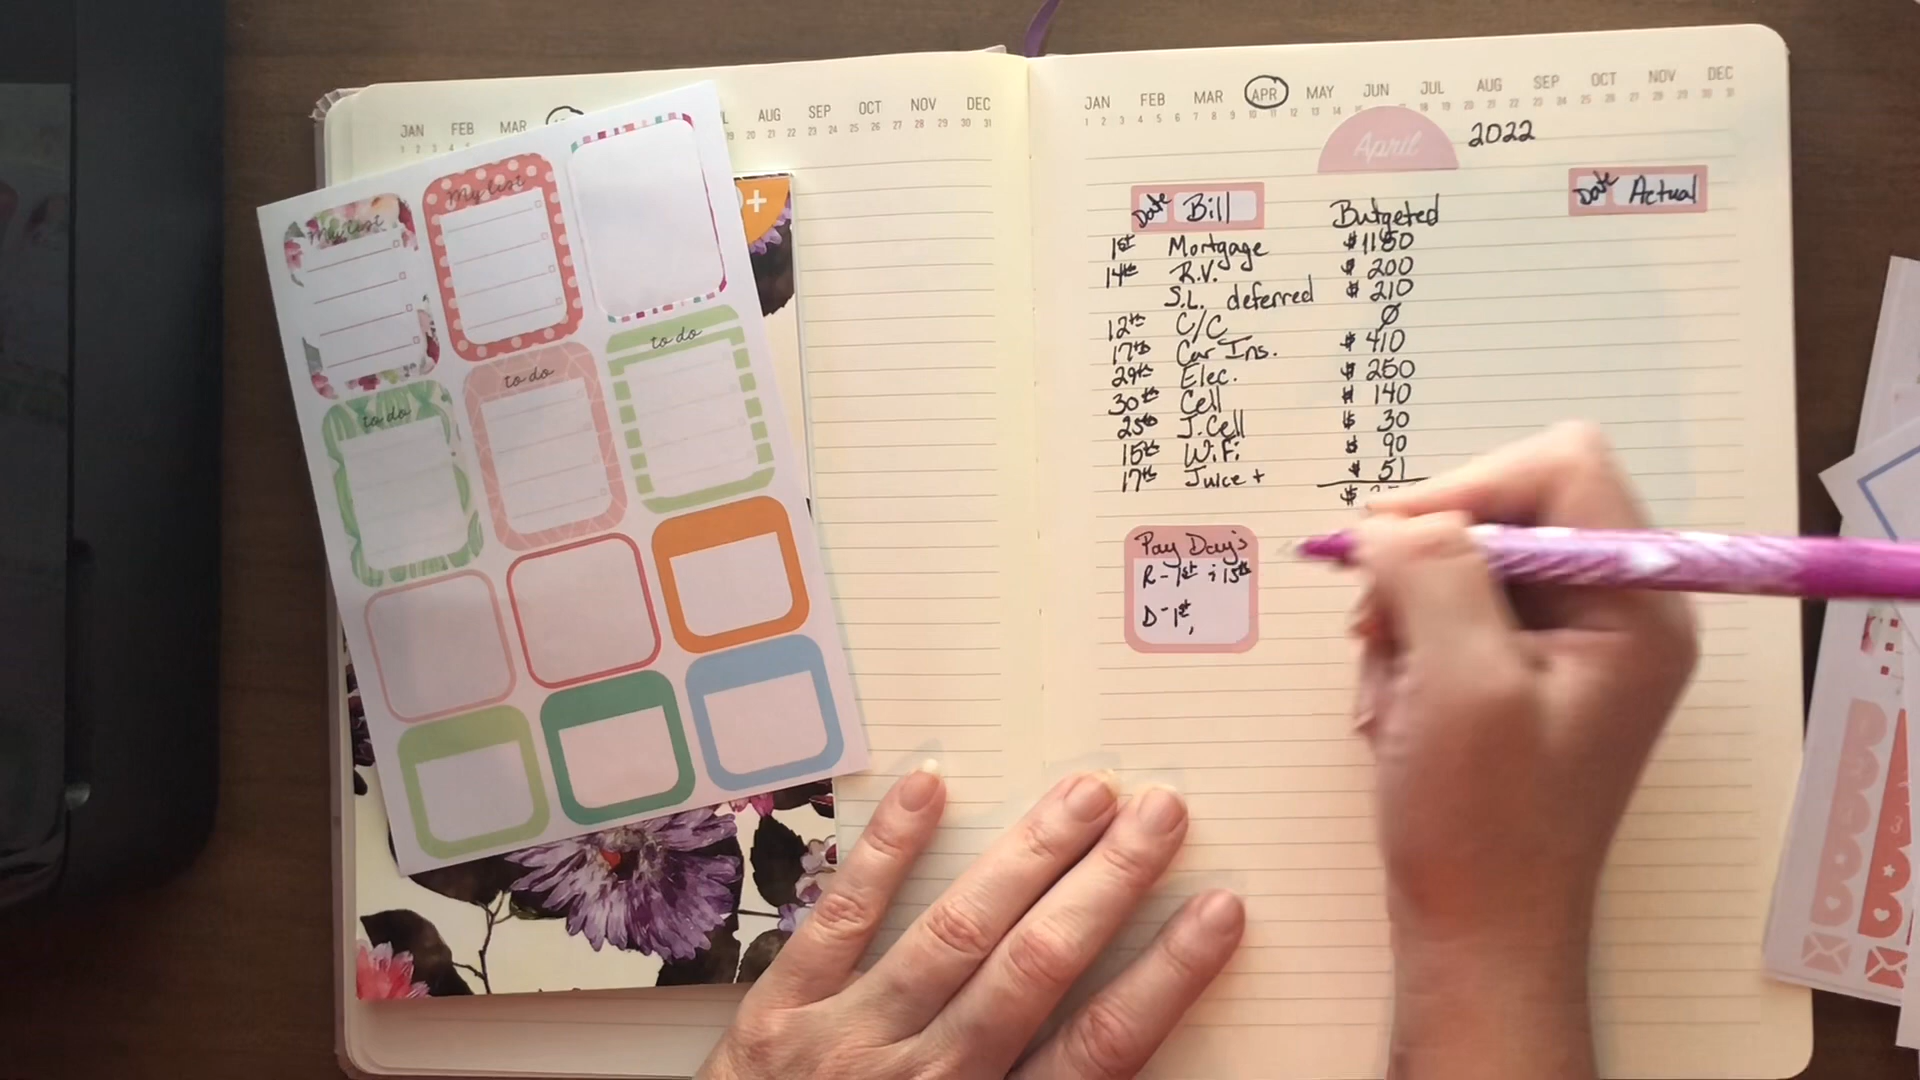 JAN FEB MAR AUG SEP OCT NOV DEC
My list
My list
to do
to do
to do
+
JAN FEB MAR APR MAY JUN JUL AUG SEP OCT NOV DEC
April 2022
Date Bill Budgeted Date Actual
1st Mortgage $1150
14th R.V. $ 200
S.L. deferred $ 210
12th C/C Ø
17th Car Ins. $ 410
29th Elec. $ 250
30th Cell $ 140
25th J.Cell $ 30
15th WiFi $ 90
17th Juice + $ 51
$
Pay Day's
R-1st & 15th
D-1st,